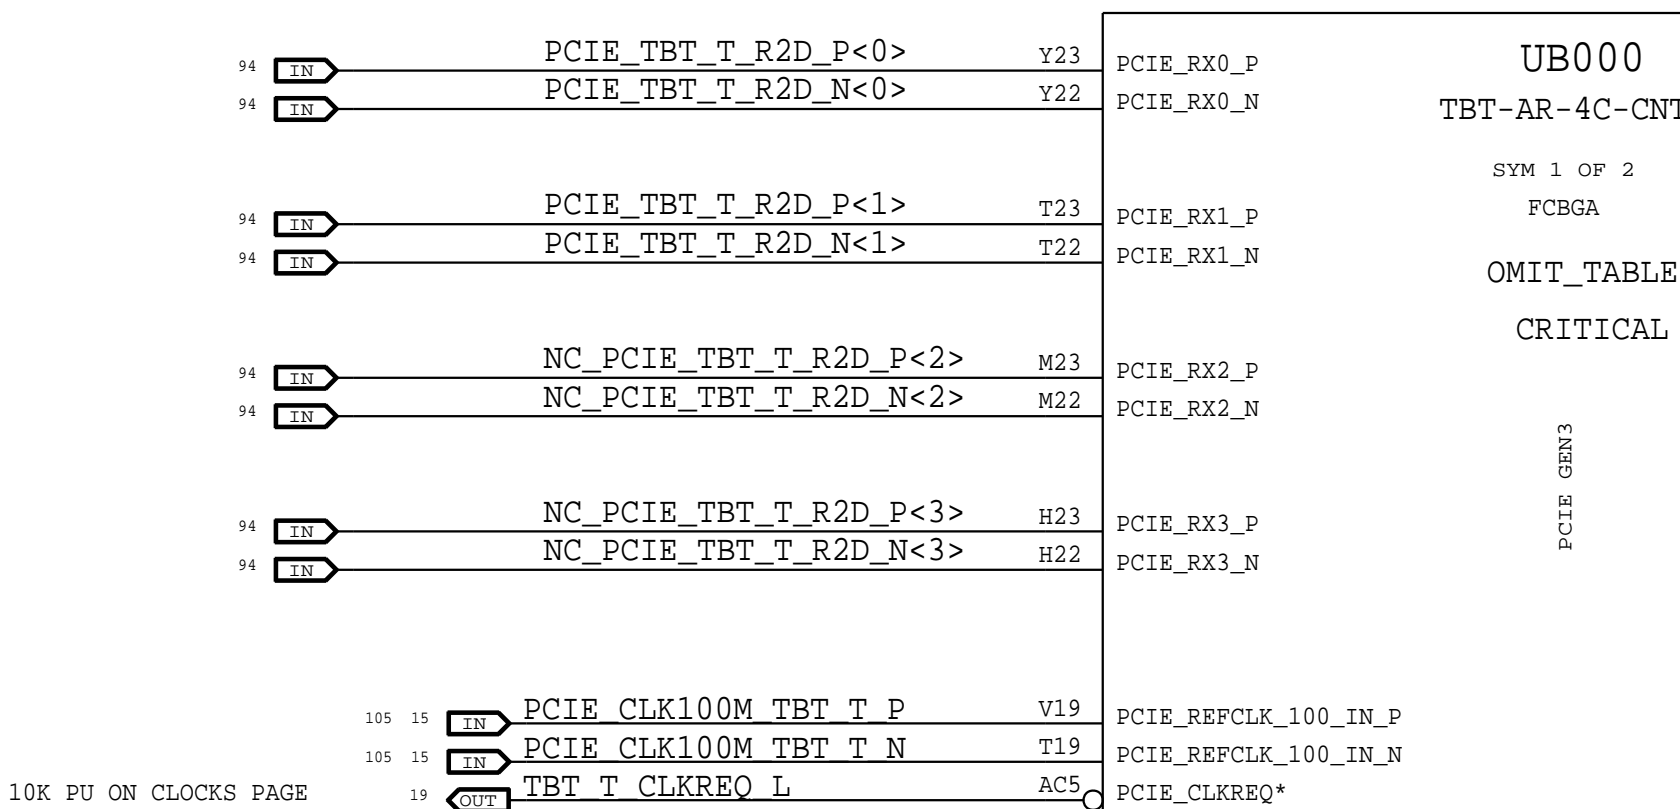 94 IN PCIE_TBT_T_R2D_P<0> Y23 PCIE_RX0_P
94 IN PCIE_TBT_T_R2D_N<0> Y22 PCIE_RX0_N
94 IN PCIE_TBT_T_R2D_P<1> T23 PCIE_RX1_P
94 IN PCIE_TBT_T_R2D_N<1> T22 PCIE_RX1_N
94 IN NC_PCIE_TBT_T_R2D_P<2> M23 PCIE_RX2_P
94 IN NC_PCIE_TBT_T_R2D_N<2> M22 PCIE_RX2_N
94 IN NC_PCIE_TBT_T_R2D_P<3> H23 PCIE_RX3_P
94 IN NC_PCIE_TBT_T_R2D_N<3> H22 PCIE_RX3_N
105 15 IN PCIE_CLK100M_TBT_T_P V19 PCIE_REFCLK_100_IN_P
105 15 IN PCIE_CLK100M_TBT_T_N T19 PCIE_REFCLK_100_IN_N
10K PU ON CLOCKS PAGE 19 OUT TBT_T_CLKREQ_L AC5 PCIE_CLKREQ*
UB000
TBT-AR-4C-CNT
SYM 1 OF 2
FCBGA
OMIT_TABLE
CRITICAL
PCIE GEN3